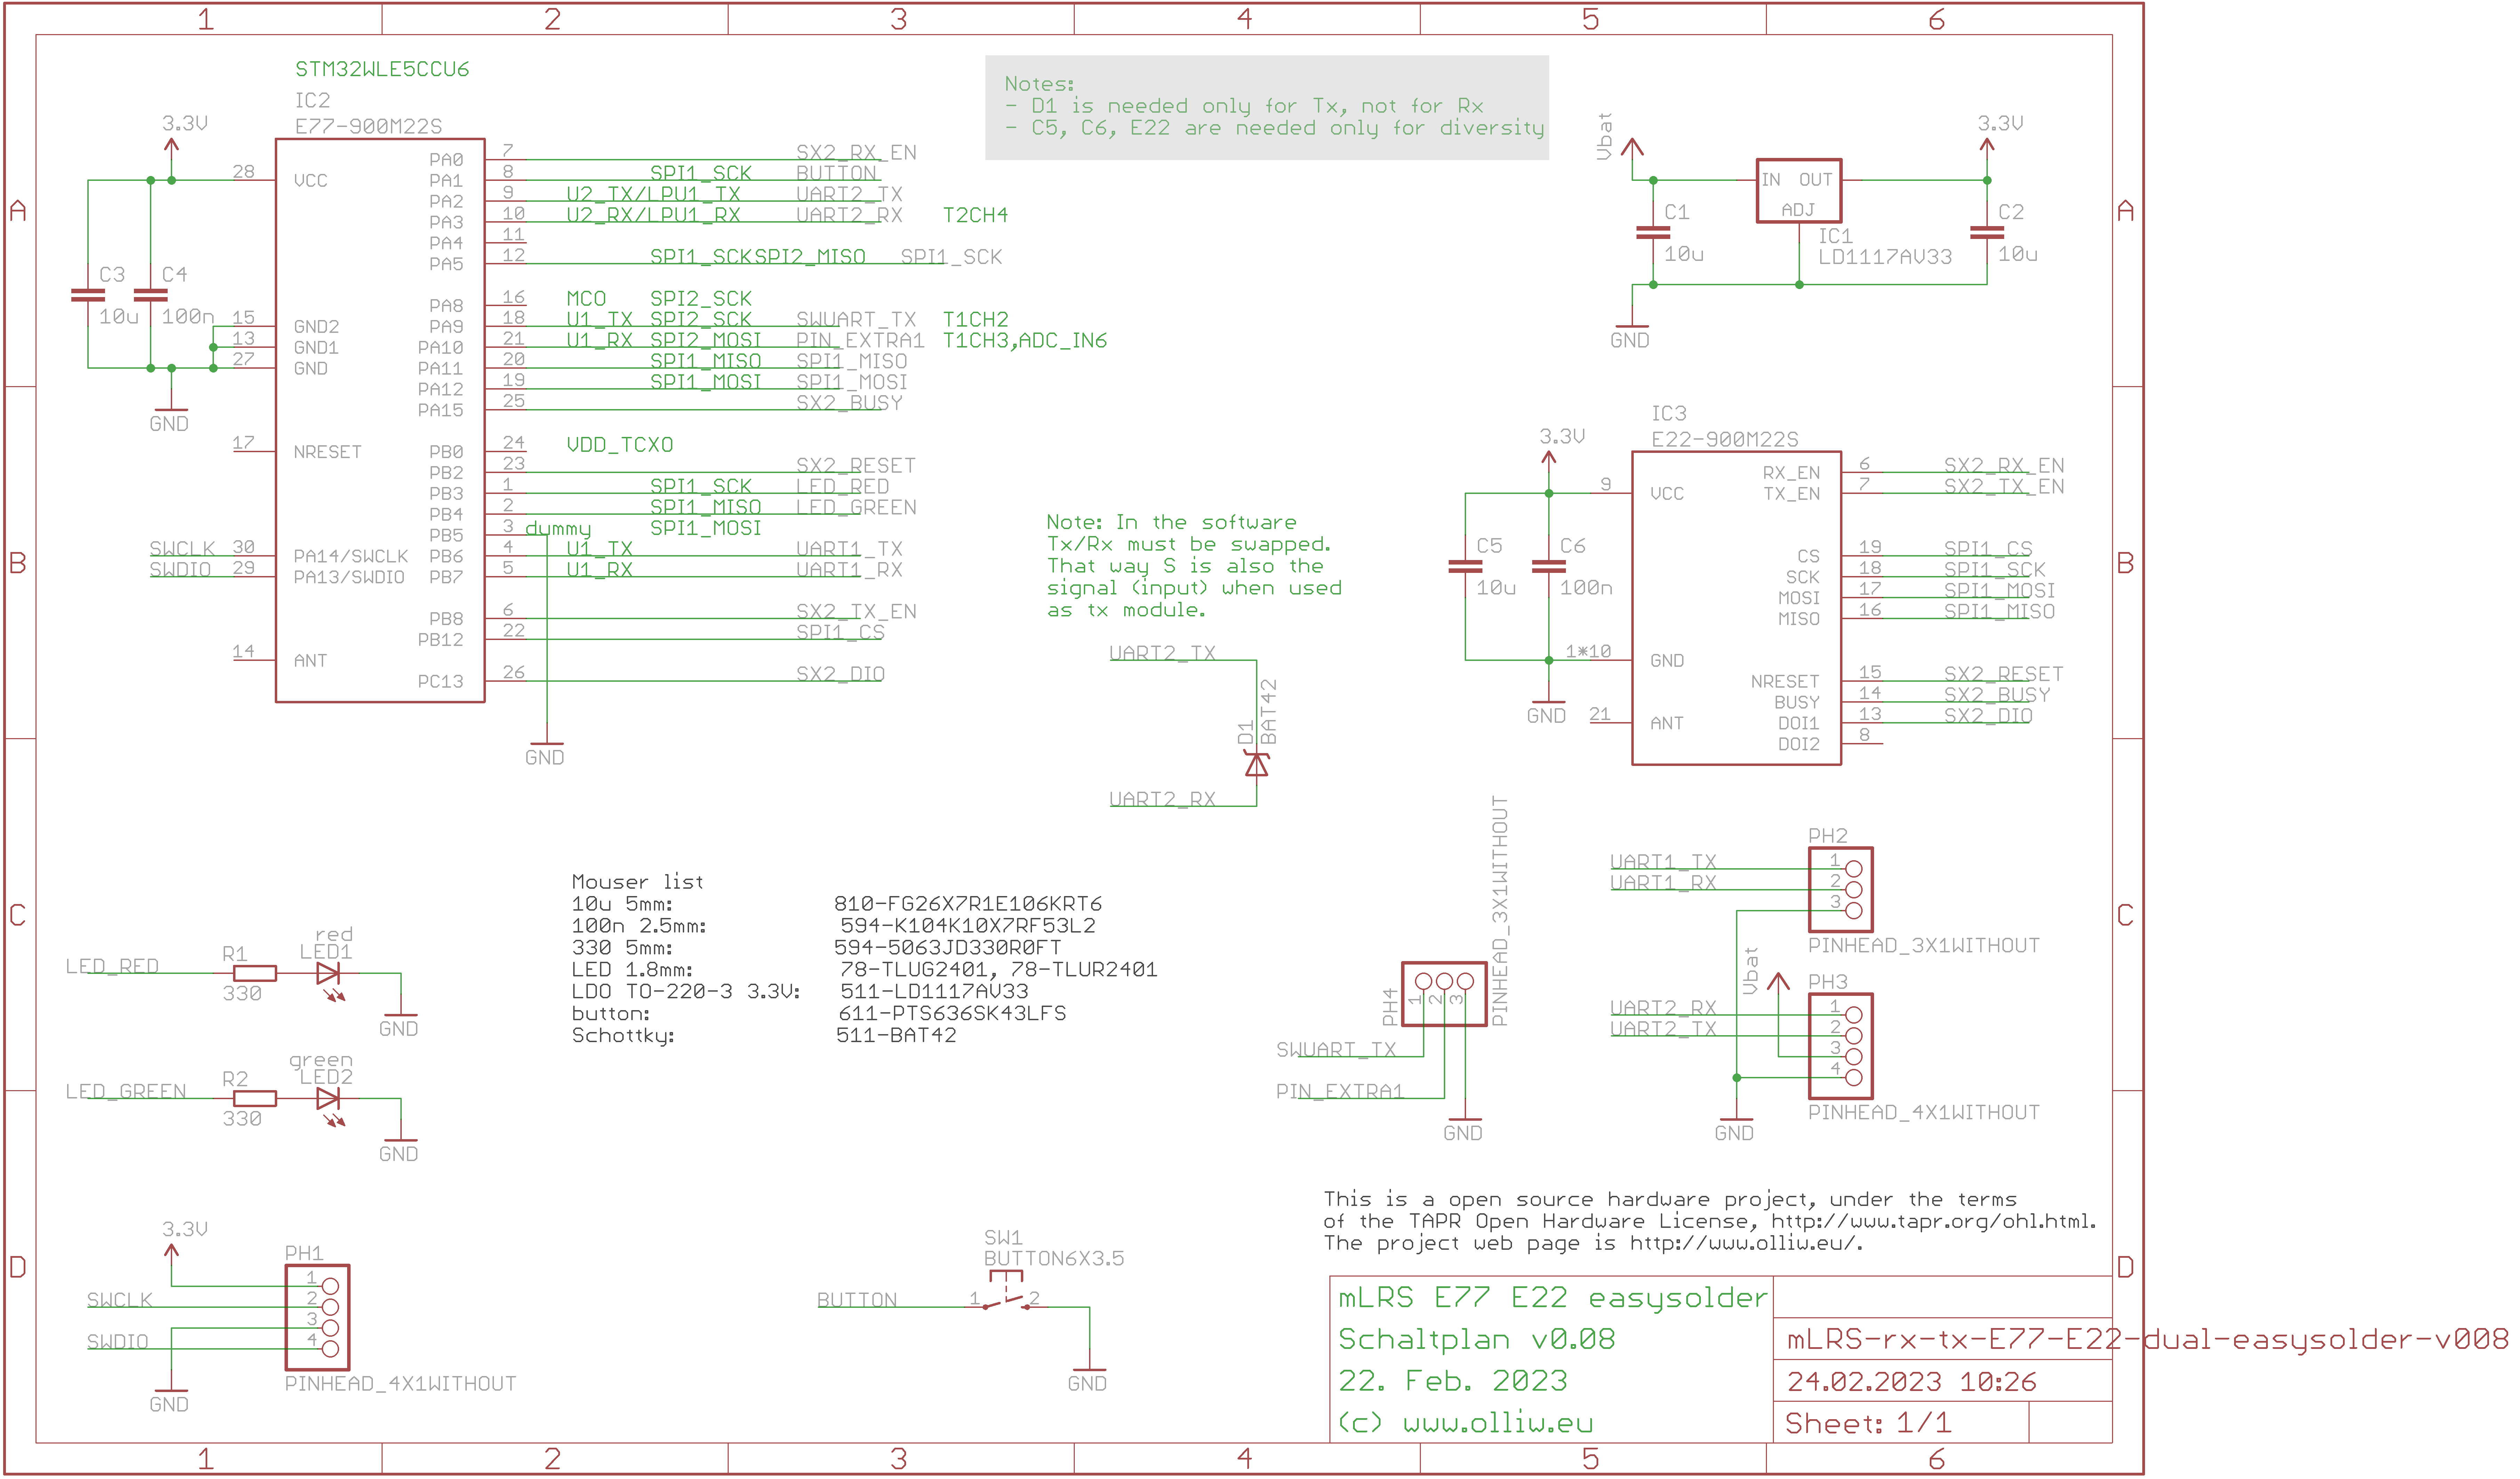 1 2 3 4 5 6
A
B
C
D
STM32WLE5CCU6
IC2
E77-900M22S
3.3V
28 VCC
C3 10u
C4 100n
15 GND2
13 GND1
27 GND
GND
17 NRESET
SWCLK 30 PA14/SWCLK
SWDIO 29 PA13/SWDIO
14 ANT
PA0 7 SX2_RX_EN
PA1 8 SPI1_SCK BUTTON
PA2 9 U2_TX/LPU1_TX UART2_TX
PA3 10 U2_RX/LPU1_RX UART2_RX T2CH4
PA4 11
PA5 12 SPI1_SCKSPI2_MISO SPI1_SCK
PA8 16 MCO SPI2_SCK
PA9 18 U1_TX SPI2_SCK SWUART_TX T1CH2
PA10 21 U1_RX SPI2_MOSI PIN_EXTRA1 T1CH3,ADC_IN6
PA11 20 SPI1_MISO SPI1_MISO
PA12 19 SPI1_MOSI SPI1_MOSI
PA15 25 SX2_BUSY
PB0 24 VDD_TCXO
PB2 23 SX2_RESET
PB3 1 SPI1_SCK LED_RED
PB4 2 SPI1_MISO LED_GREEN
PB5 3 dummy SPI1_MOSI
PB6 4 U1_TX UART1_TX
PB7 5 U1_RX UART1_RX
PB8 6 SX2_TX_EN
PB12 22 SPI1_CS
PC13 26 SX2_DIO
GND
Notes:
- D1 is needed only for Tx, not for Rx
- C5, C6, E22 are needed only for diversity
Vbat
3.3V
IN OUT
ADJ
C1
10u
IC1
LD1117AV33
C2
10u
GND
Note: In the software
Tx/Rx must be swapped.
That way S is also the
signal (input) when used
as tx module.
UART2_TX
D1
BAT42
UART2_RX
IC3
E22-900M22S
3.3V
9 VCC
C5 10u
C6 100n
1*10 GND
GND
21 ANT
RX_EN 6 SX2_RX_EN
TX_EN 7 SX2_TX_EN
CS 19 SPI1_CS
SCK 18 SPI1_SCK
MOSI 17 SPI1_MOSI
MISO 16 SPI1_MISO
NRESET 15 SX2_RESET
BUSY 14 SX2_BUSY
DOI1 13 SX2_DIO
DOI2 8
Mouser list
10u 5mm: 810-FG26X7R1E106KRT6
100n 2.5mm: 594-K104K10X7RF53L2
330 5mm: 594-5063JD330R0FT
LED 1.8mm: 78-TLUG2401, 78-TLUR2401
LDO TO-220-3 3.3V: 511-LD1117AV33
button: 611-PTS636SK43LFS
Schottky: 511-BAT42
LED_RED
R1
330
red
LED1
GND
LED_GREEN
R2
330
green
LED2
GND
PH4
1 2 3
PINHEAD_3X1WITHOUT
SWUART_TX
PIN_EXTRA1
GND
PH2
UART1_TX 1
UART1_RX 2
3
PINHEAD_3X1WITHOUT
Vbat
PH3
UART2_RX 1
UART2_TX 2
3
4
PINHEAD_4X1WITHOUT
GND
3.3V
PH1
1
SWCLK 2
3
SWDIO 4
PINHEAD_4X1WITHOUT
GND
SW1
BUTTON6X3.5
BUTTON 1 2
GND
This is a open source hardware project, under the terms
of the TAPR Open Hardware License, http://www.tapr.org/ohl.html.
The project web page is http://www.olliw.eu/.
mLRS E77 E22 easysolder
Schaltplan v0.08
22. Feb. 2023
(c) www.olliw.eu
mLRS-rx-tx-E77-E22-dual-easysolder-v008
24.02.2023 10:26
Sheet: 1/1
A
B
C
D
1 2 3 4 5 6